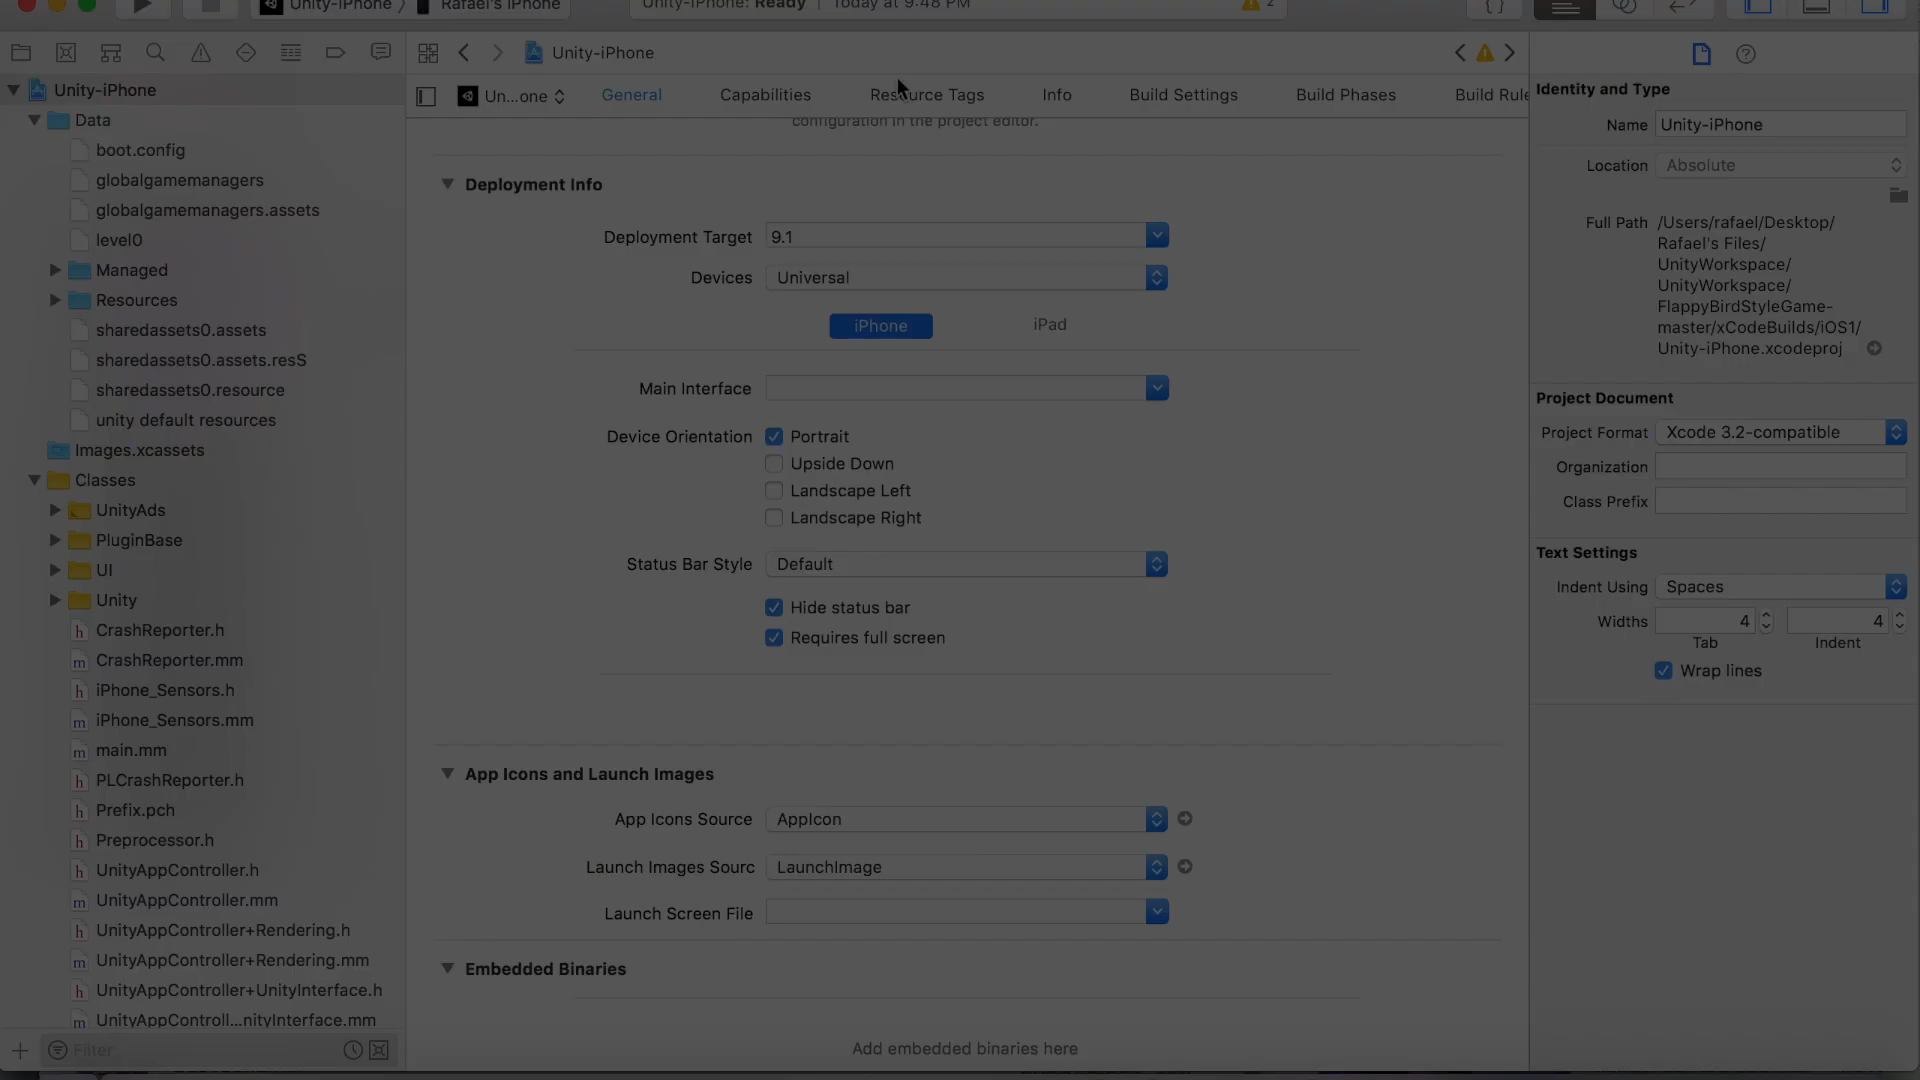 Unity-iPhone
Rafael's iPhone
Unity-iPhone: Ready | Today at 9:48 PM
2
{ }
Unity-iPhone
Un...one
General
Capabilities
Resource Tags
Info
Build Settings
Build Phases
Build Rule
configuration in the project editor.
Unity-iPhone
Data
boot.config
globalgamemanagers
globalgamemanagers.assets
level0
Managed
Resources
sharedassets0.assets
sharedassets0.assets.resS
sharedassets0.resource
unity default resources
Images.xcassets
Classes
UnityAds
PluginBase
UI
Unity
h CrashReporter.h
m CrashReporter.mm
h iPhone_Sensors.h
m iPhone_Sensors.mm
m main.mm
h PLCrashReporter.h
h Prefix.pch
h Preprocessor.h
h UnityAppController.h
m UnityAppController.mm
h UnityAppController+Rendering.h
m UnityAppController+Rendering.mm
h UnityAppController+UnityInterface.h
m UnityAppControll...nityInterface.mm
Filter
Deployment Info
Deployment Target 9.1
Devices Universal
iPhone iPad
Main Interface
Device Orientation Portrait
Upside Down
Landscape Left
Landscape Right
Status Bar Style Default
Hide status bar
Requires full screen
App Icons and Launch Images
App Icons Source AppIcon
Launch Images Sourc LaunchImage
Launch Screen File
Embedded Binaries
Add embedded binaries here
Identity and Type
Name Unity-iPhone
Location Absolute
Full Path /Users/rafael/Desktop/
Rafael's Files/
UnityWorkspace/
UnityWorkspace/
FlappyBirdStyleGame-
master/xCodeBuilds/iOS1/
Unity-iPhone.xcodeproj
Project Document
Project Format Xcode 3.2-compatible
Organization
Class Prefix
Text Settings
Indent Using Spaces
Widths 4 4
Tab Indent
Wrap lines